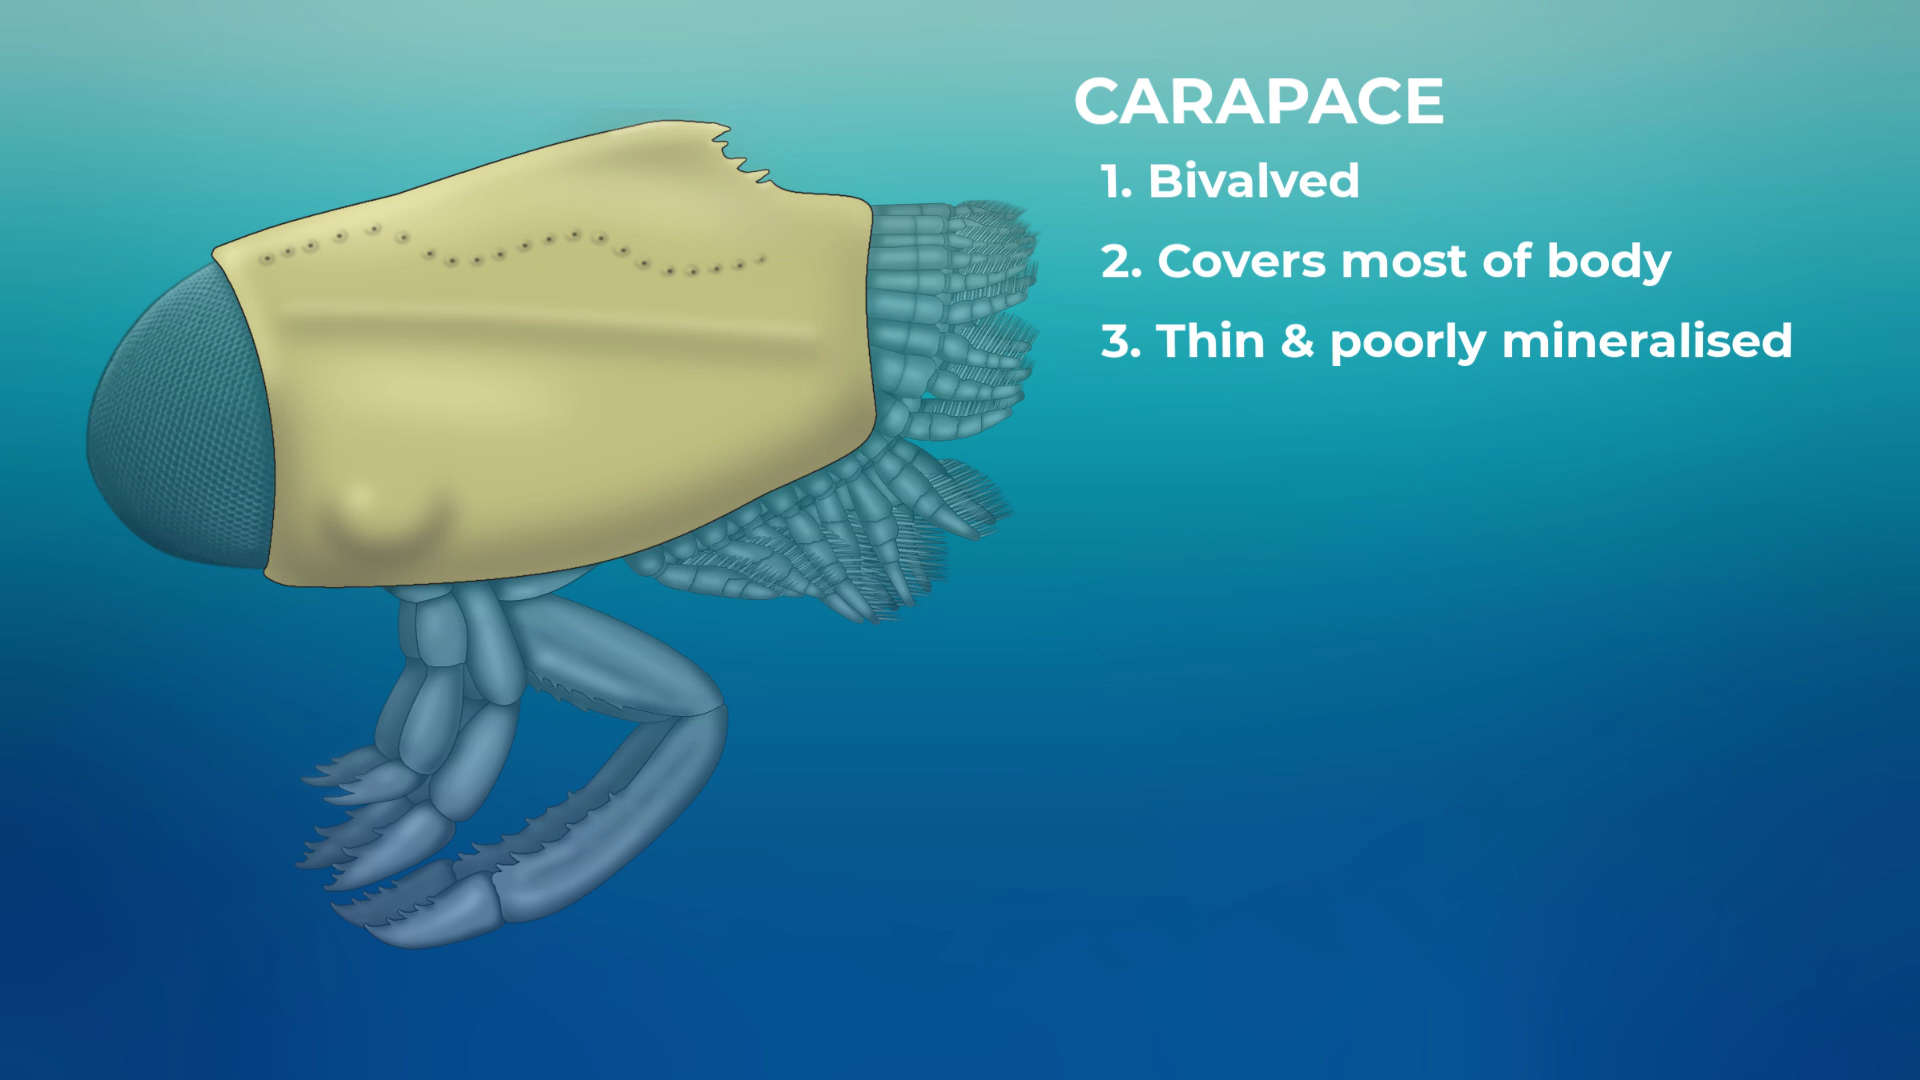 CARAPACE
1. Bivalved
2. Covers most of body
3. Thin & poorly mineralised